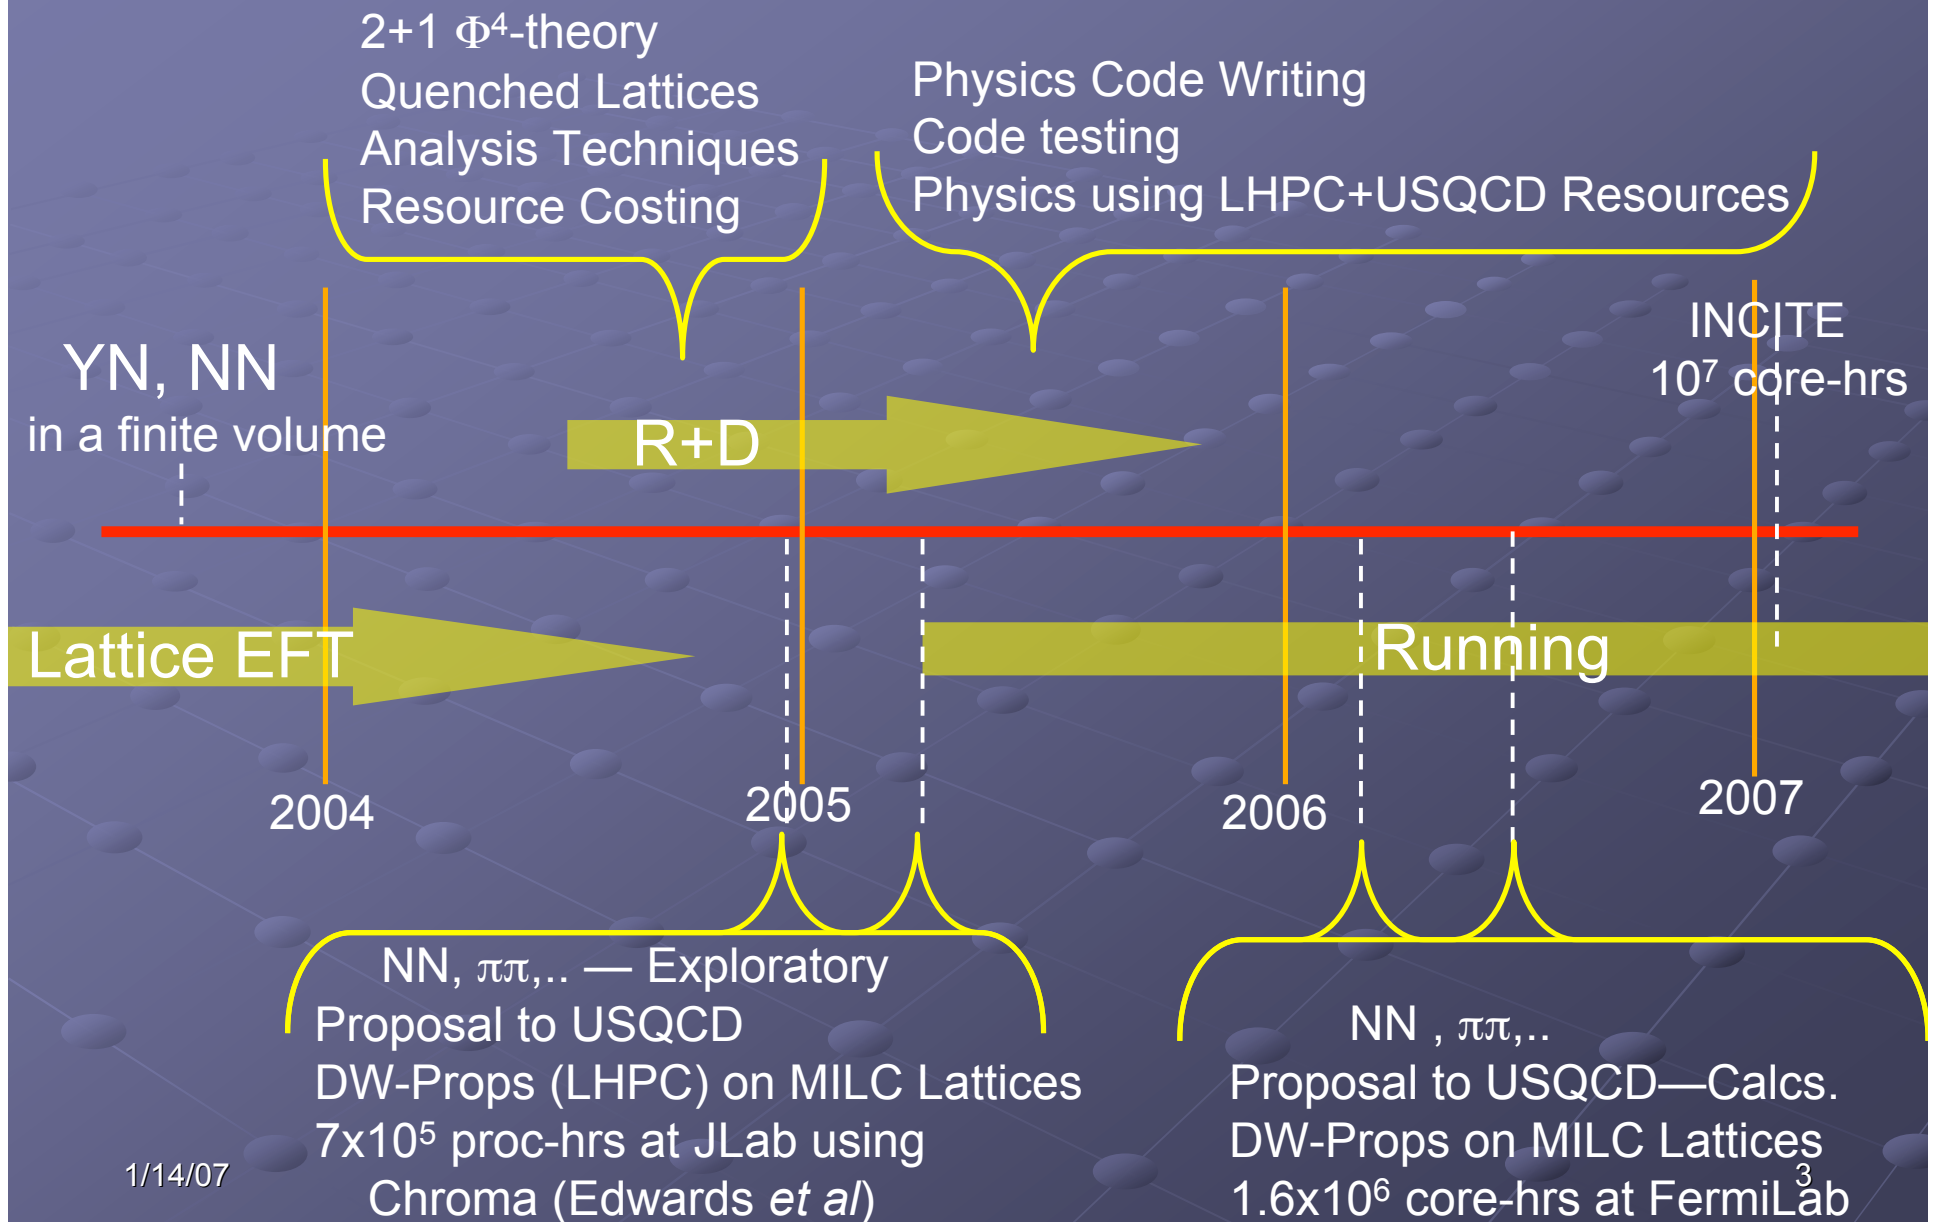 2+1 Φ⁴-theory
Quenched Lattices
Analysis Techniques
Resource Costing
Physics Code Writing
Code testing
Physics using LHPC+USQCD Resources
YN, NN
in a finite volume
INCITE
10⁷ core-hrs
R+D
Lattice EFT
Running
2004
2005
2006
2007
NN, ππ,.. — Exploratory
Proposal to USQCD
DW-Props (LHPC) on MILC Lattices
7x10⁵ proc-hrs at JLab using
Chroma (Edwards et al)
NN , ππ,..
Proposal to USQCD—Calcs.
DW-Props on MILC Lattices
1.6x10⁶ core-hrs at FermiLab
1/14/07
3